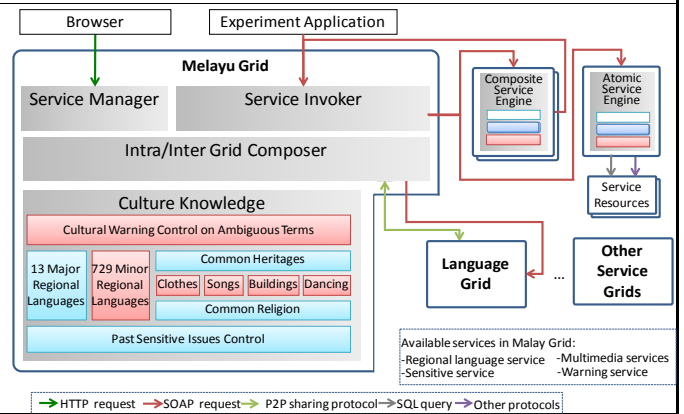 Browser
Experiment Application
Melayu Grid
Service Manager
Service Invoker
Composite
Service
Engine
Atomic
Service
Engine
Intra/Inter Grid Composer
Service
Resources
Culture Knowledge
Cultural Warning Control on Ambiguous Terms
13 Major
Regional
Languages
729 Minor
Regional
Languages
Common Heritages
Clothes
Songs
Buildings
Dancing
Common Religion
Past Sensitive Issues Control
Language
Grid
...
Other
Service
Grids
Available services in Malay Grid:
-Regional language service
-Multimedia services
-Sensitive service
-Warning service
HTTP request
SOAP request
P2P sharing protocol
SQL query
Other protocols